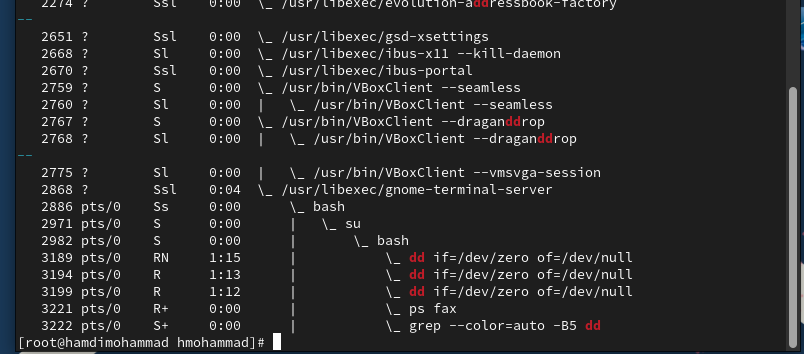 2274 ?        Ssl    0:00  \_ /usr/libexec/evolution-addressbook-factory
--
2651 ?        Ssl    0:00  \_ /usr/libexec/gsd-xsettings
2668 ?        Sl     0:00  \_ /usr/libexec/ibus-x11 --kill-daemon
2670 ?        Ssl    0:00  \_ /usr/libexec/ibus-portal
2759 ?        S      0:00  \_ /usr/bin/VBoxClient --seamless
2760 ?        Sl     0:00  |   \_ /usr/bin/VBoxClient --seamless
2767 ?        S      0:00  \_ /usr/bin/VBoxClient --draganddrop
2768 ?        Sl     0:00  |   \_ /usr/bin/VBoxClient --draganddrop
--
2775 ?        Sl     0:00  |   \_ /usr/bin/VBoxClient --vmsvga-session
2868 ?        Ssl    0:04  \_ /usr/libexec/gnome-terminal-server
2886 pts/0    Ss     0:00      \_ bash
2971 pts/0    S      0:00      |   \_ su
2982 pts/0    S      0:00      |       \_ bash
3189 pts/0    RN     1:15      |           \_ dd if=/dev/zero of=/dev/null
3194 pts/0    R      1:13      |           \_ dd if=/dev/zero of=/dev/null
3199 pts/0    R      1:12      |           \_ dd if=/dev/zero of=/dev/null
3221 pts/0    R+     0:00      |           \_ ps fax
3222 pts/0    S+     0:00      |           \_ grep --color=auto -B5 dd
[root@hamdimohammad hmohammad]#